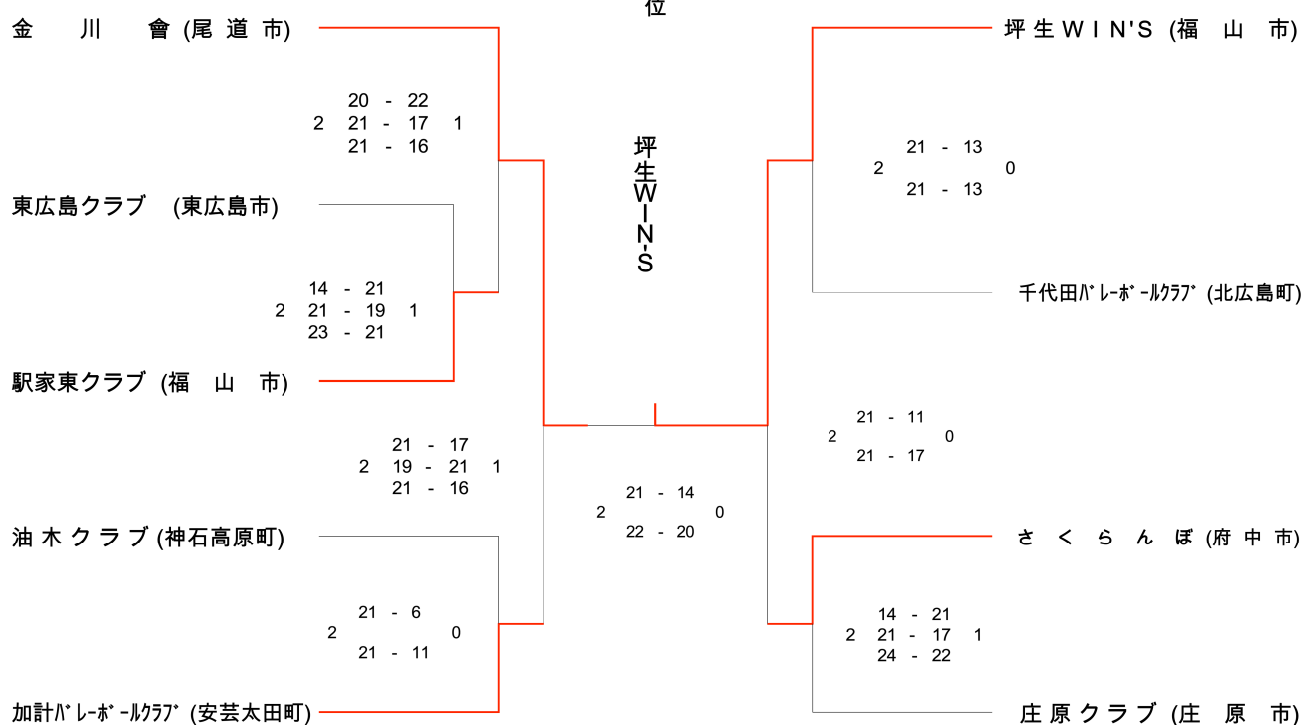 位
金川會 (尾道市)
坪生WIN'S (福山市)
20 - 22
2 21 - 17 1
21 - 16
坪生WIN'S
21 - 13
2 0
21 - 13
東広島クラブ (東広島市)
14 - 21
2 21 - 19 1
23 - 21
千代田ﾊﾞﾚｰﾎﾞｰﾙｸﾗﾌﾞ (北広島町)
駅家東クラブ (福山市)
21 - 11
2 0
21 - 17
21 - 17
2 19 - 21 1
21 - 16
21 - 14
2 0
22 - 20
油木クラブ (神石高原町)
さくらんぼ (府中市)
21 - 6
2 0
21 - 11
14 - 21
2 21 - 17 1
24 - 22
加計ﾊﾞﾚｰﾎﾞｰﾙｸﾗﾌﾞ (安芸太田町)
庄原クラブ (庄原市)